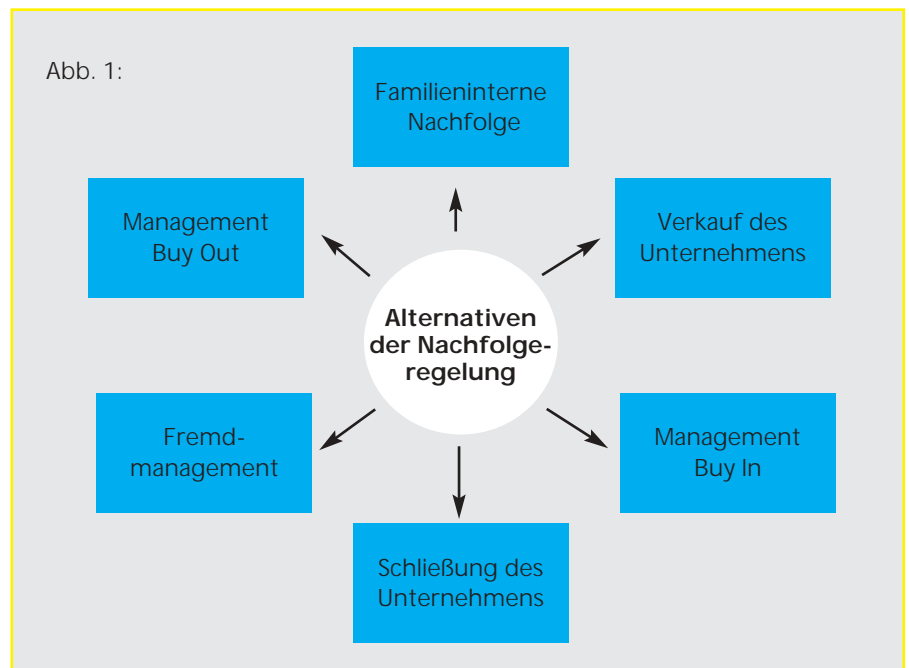 Abb. 1:
Familieninterne
Nachfolge
Management
Buy Out
Verkauf des
Unternehmens
Alternativen
der Nachfolge-
regelung
Fremd-
management
Management
Buy In
Schließung des
Unternehmens